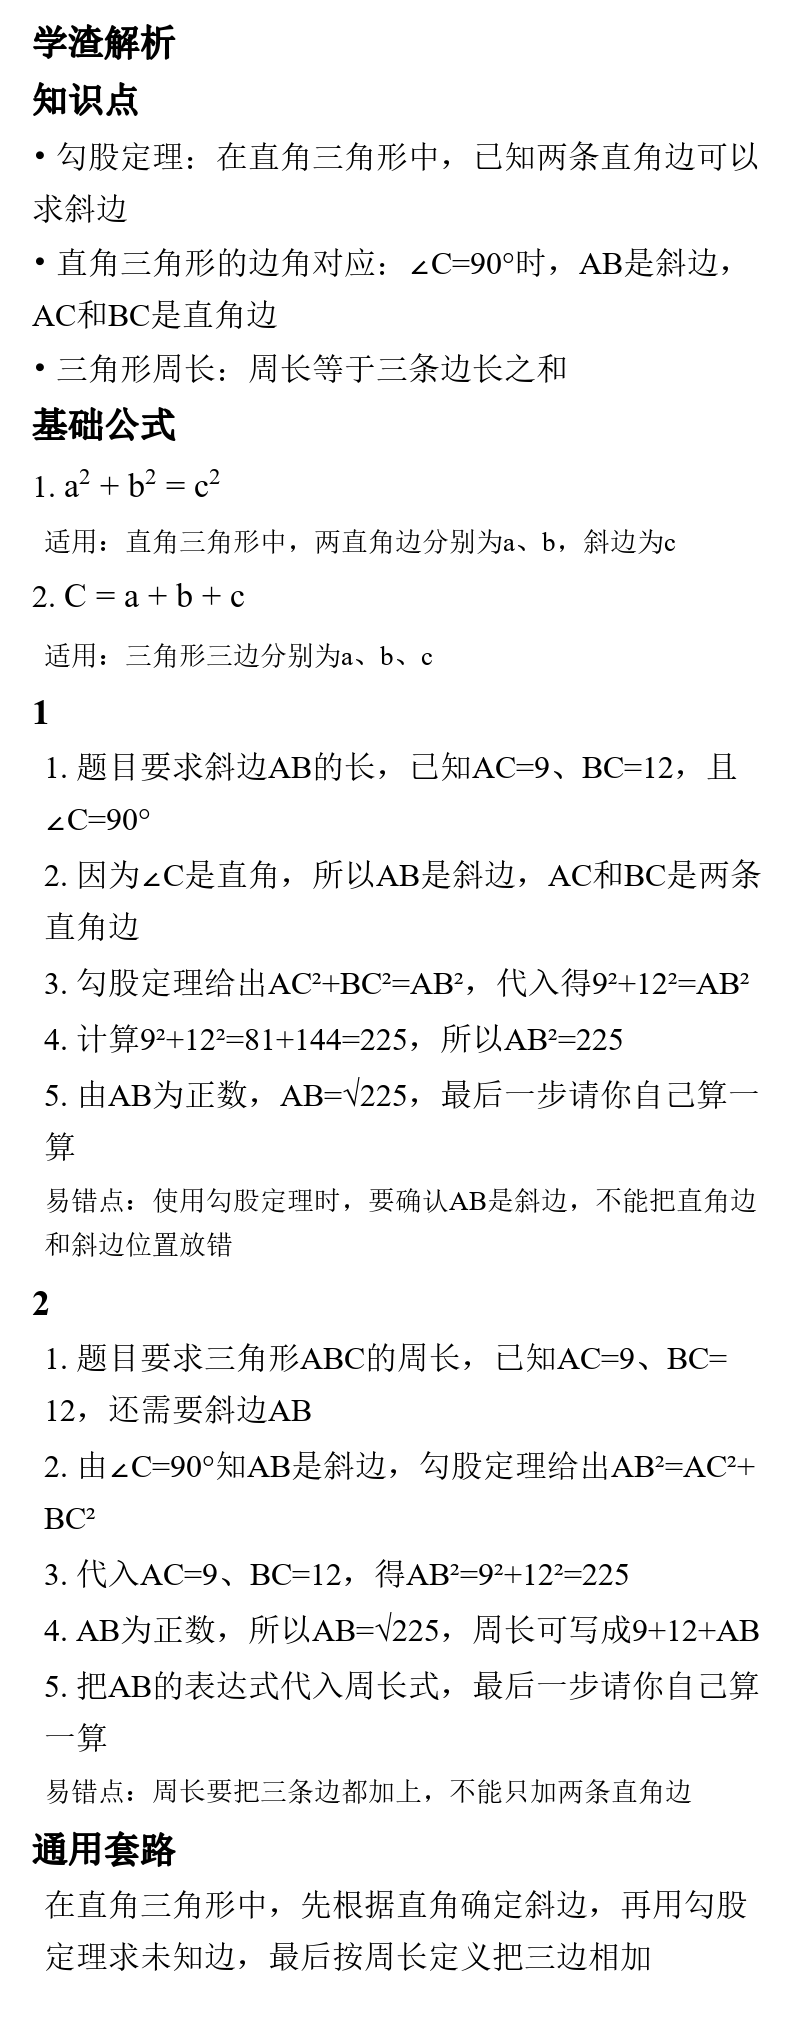 学渣解析
知识点
• 勾股定理：在直角三角形中，已知两条直角边可以
求斜边
• 直角三角形的边角对应：∠C=90°时，AB是斜边，
AC和BC是直角边
• 三角形周长：周长等于三条边长之和
基础公式
1. a² + b² = c²
适用：直角三角形中，两直角边分别为a、b，斜边为c
2. C = a + b + c
适用：三角形三边分别为a、b、c
1
1. 题目要求斜边AB的长，已知AC=9、BC=12，且
∠C=90°
2. 因为∠C是直角，所以AB是斜边，AC和BC是两条
直角边
3. 勾股定理给出AC²+BC²=AB²，代入得9²+12²=AB²
4. 计算9²+12²=81+144=225，所以AB²=225
5. 由AB为正数，AB=√225，最后一步请你自己算一
算
易错点：使用勾股定理时，要确认AB是斜边，不能把直角边
和斜边位置放错
2
1. 题目要求三角形ABC的周长，已知AC=9、BC=
12，还需要斜边AB
2. 由∠C=90°知AB是斜边，勾股定理给出AB²=AC²+
BC²
3. 代入AC=9、BC=12，得AB²=9²+12²=225
4. AB为正数，所以AB=√225，周长可写成9+12+AB
5. 把AB的表达式代入周长式，最后一步请你自己算
一算
易错点：周长要把三条边都加上，不能只加两条直角边
通用套路
在直角三角形中，先根据直角确定斜边，再用勾股
定理求未知边，最后按周长定义把三边相加